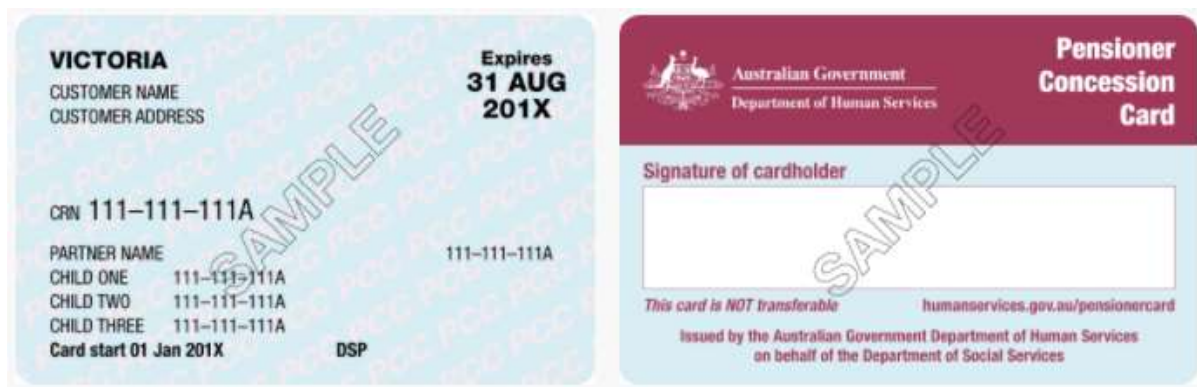 VICTORIA
Expires
31 AUG
201X
CUSTOMER NAME
CUSTOMER ADDRESS
CRN 111–111–111A
PARTNER NAME 111–111–111A
CHILD ONE 111–111–111A
CHILD TWO 111–111–111A
CHILD THREE 111–111–111A
Card start 01 Jan 201X DSP
SAMPLE
Australian Government
Department of Human Services
Pensioner
Concession
Card
Signature of cardholder
SAMPLE
This card is NOT transferable humanservices.gov.au/pensionercard
Issued by the Australian Government Department of Human Services
on behalf of the Department of Social Services